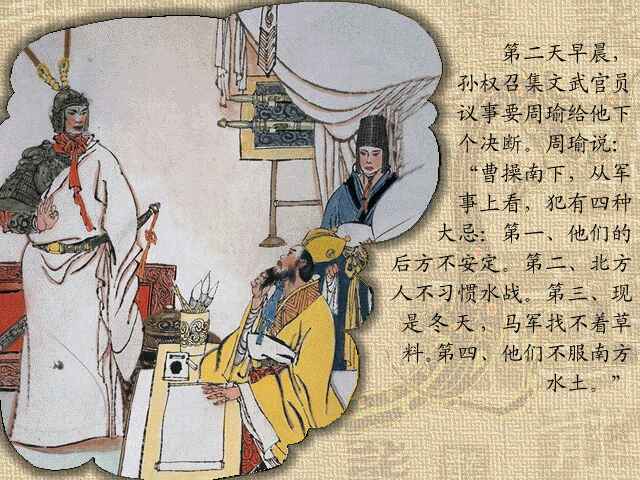 第二天早晨，
孙权召集文武官员
议事要周瑜给他下
个决断。周瑜说：
“曹操南下，从军
事上看，犯有四种
大忌：第一、他们的
后方不安定。第二、北方
人不习惯水战。第三、现
是冬天，马军找不着草
料。第四、他们不服南方
水土。”